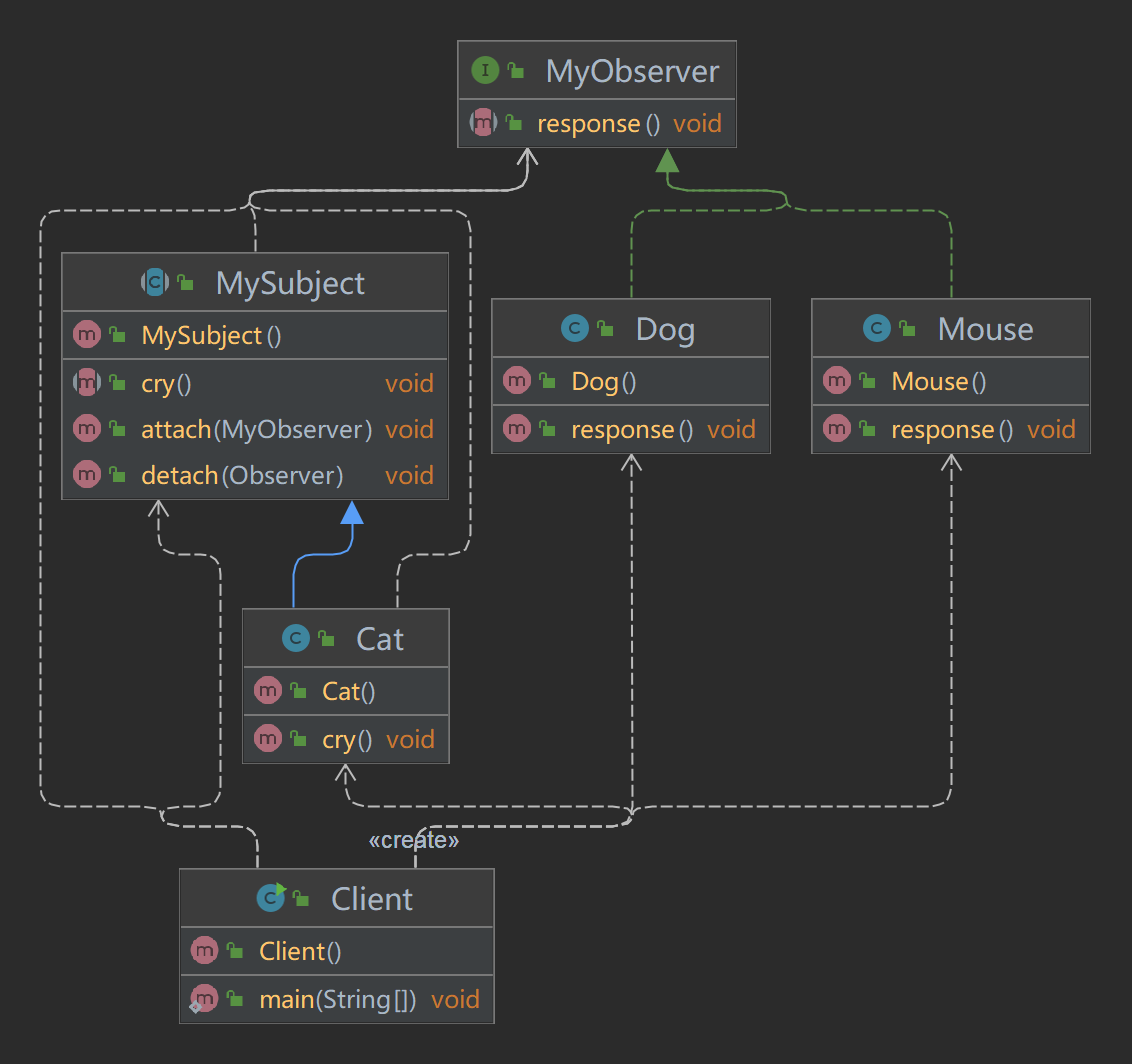 MyObserver
response() void
MySubject
MySubject()
cry() void
attach(MyObserver) void
detach(Observer) void
Dog
Dog()
response() void
Mouse
Mouse()
response() void
Cat
Cat()
cry() void
«create»
Client
Client()
main(String[]) void